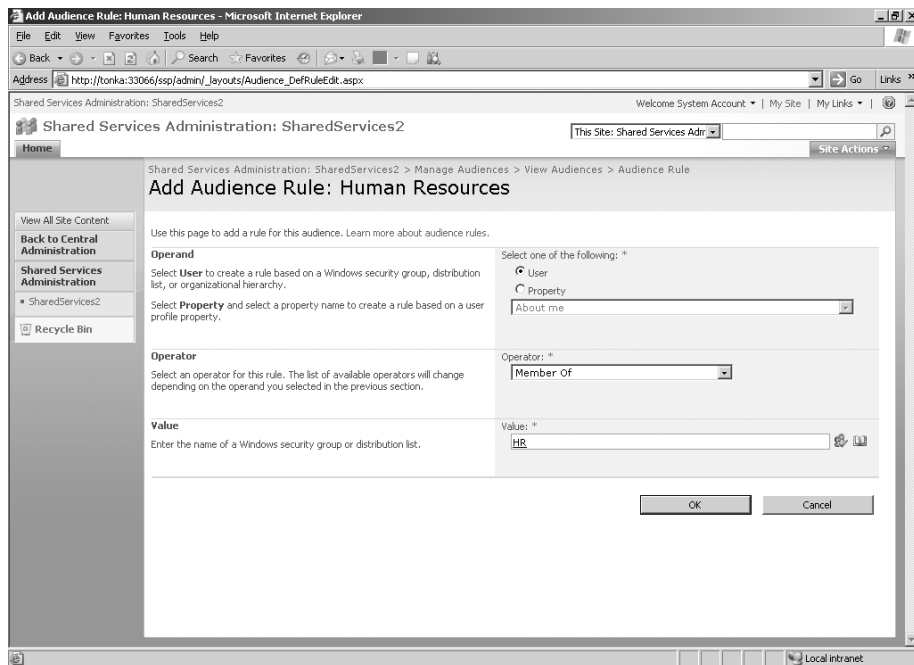 Add Audience Rule: Human Resources - Microsoft Internet Explorer
File Edit View Favorites Tools Help
Back Search Favorites
Address http://tonka:33066/ssp/admin/_layouts/Audience_DefRuleEdit.aspx Go Links »
Shared Services Administration: SharedServices2 Welcome System Account | My Site | My Links |
Shared Services Administration: SharedServices2 This Site: Shared Services Adm
Home Site Actions
Shared Services Administration: SharedServices2 > Manage Audiences > View Audiences > Audience Rule
Add Audience Rule: Human Resources
View All Site Content
Back to Central
Administration
Shared Services
Administration
SharedServices2
Recycle Bin
Use this page to add a rule for this audience. Learn more about audience rules.
Operand
Select User to create a rule based on a Windows security group, distribution
list, or organizational hierarchy.
Select Property and select a property name to create a rule based on a user
profile property.
Select one of the following: *
User
Property
About me
Operator
Select an operator for this rule. The list of available operators will change
depending on the operand you selected in the previous section.
Operator: *
Member Of
Value
Enter the name of a Windows security group or distribution list.
Value: *
HR
OK Cancel
Local intranet